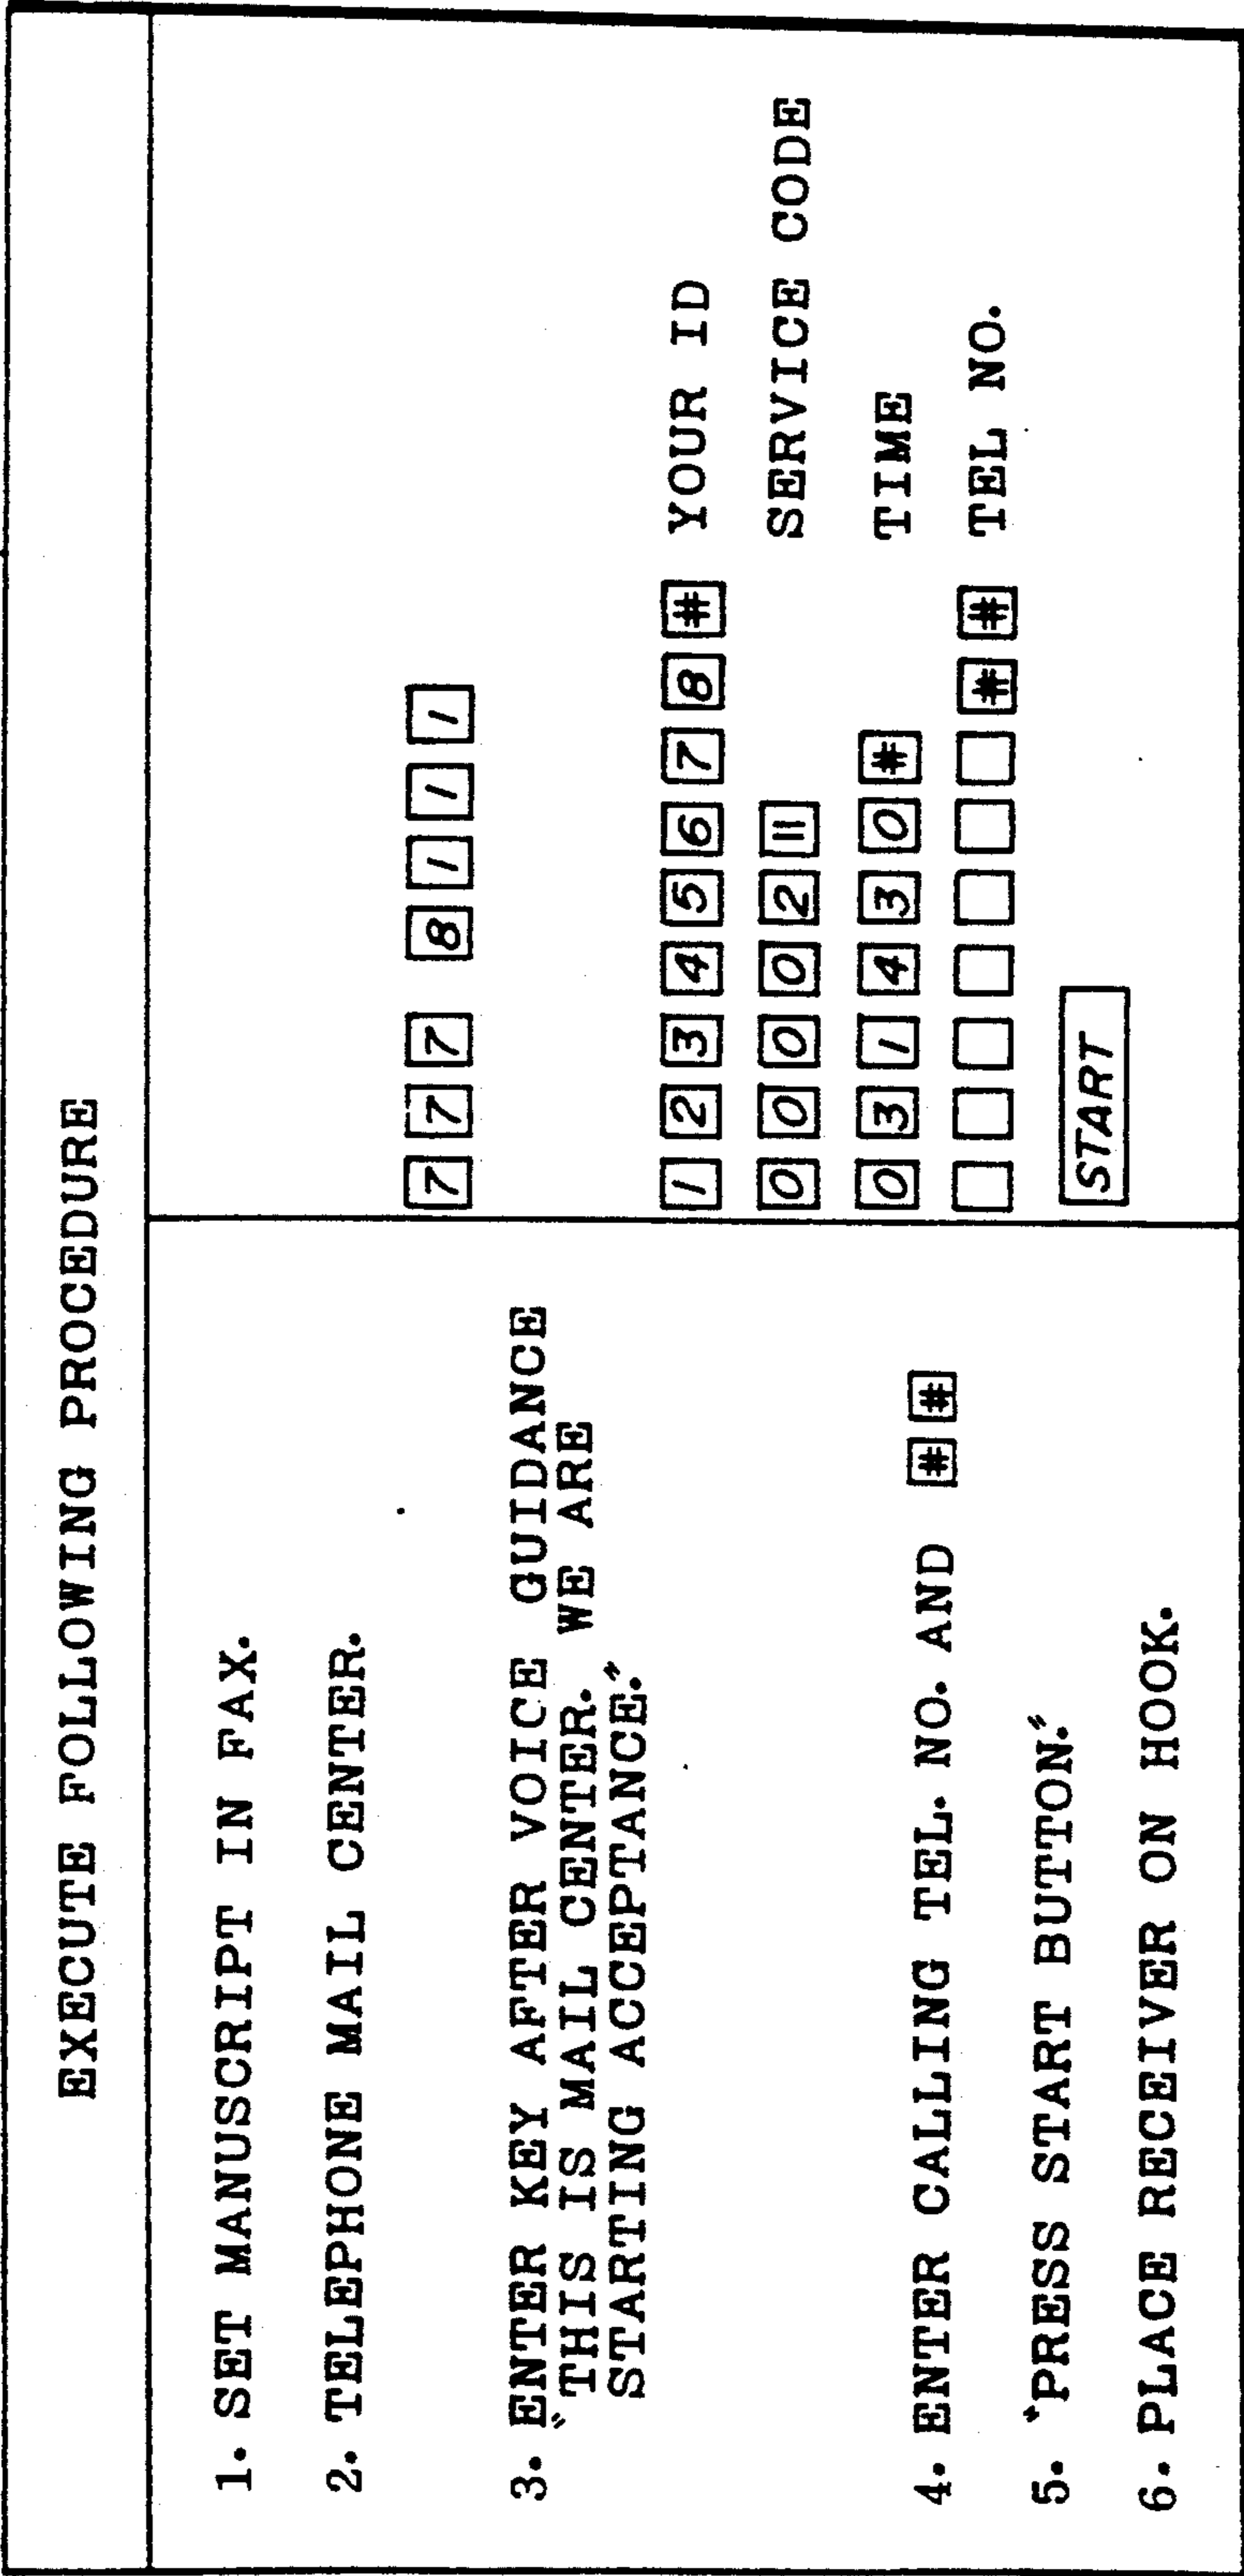 EXECUTE FOLLOWING PROCEDURE
1. SET MANUSCRIPT IN FAX.
2. TELEPHONE MAIL CENTER.
7 7 7 8 1 1 1
3. ENTER KEY AFTER VOICE GUIDANCE
"THIS IS MAIL CENTER. WE ARE
STARTING ACCEPTANCE."
1 2 3 4 5 6 7 8 # YOUR ID
0 0 0 0 2 = SERVICE CODE
0 3 1 4 3 0 # TIME
4. ENTER CALLING TEL. NO. AND # #
# # TEL NO.
5. "PRESS START BUTTON."
START
6. PLACE RECEIVER ON HOOK.